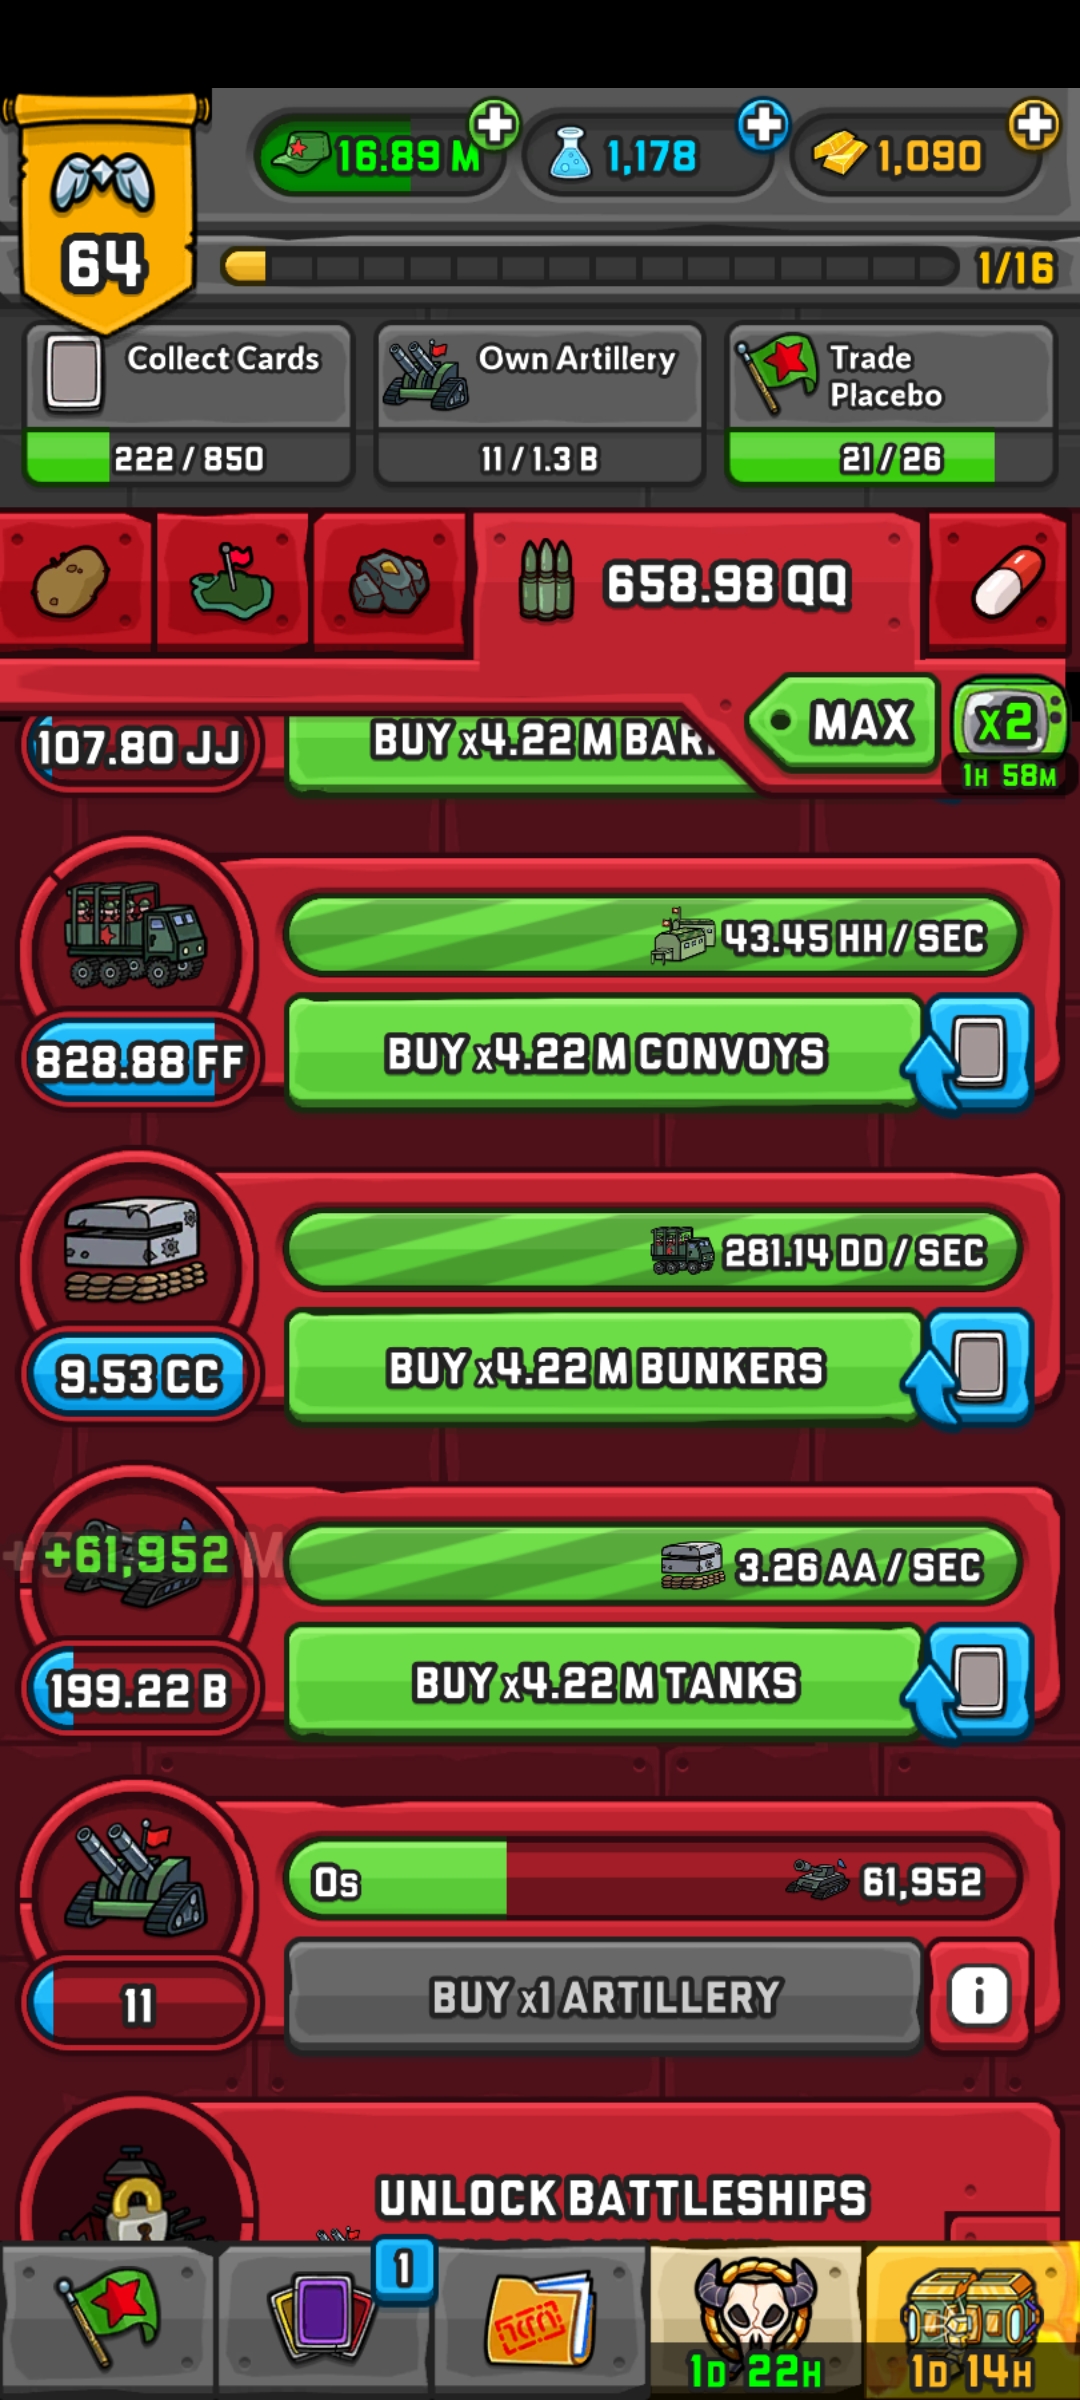 16.89 M
1,178
1,090
64
1/16
Collect Cards
222 / 850
Own Artillery
11 / 1.3 B
Trade
Placebo
21 / 26
658.98 QQ
MAX
x2
1H 58M
107.80 JJ
BUY x4.22 M BAR
43.45 HH / SEC
828.88 FF
BUY x4.22 M CONVOYS
281.14 DD / SEC
9.53 CC
BUY x4.22 M BUNKERS
+61,952
3.26 AA / SEC
199.22 B
BUY x4.22 M TANKS
0s
61,952
11
BUY x1 ARTILLERY
i
UNLOCK BATTLESHIPS
1
1D 22H
1D 14H